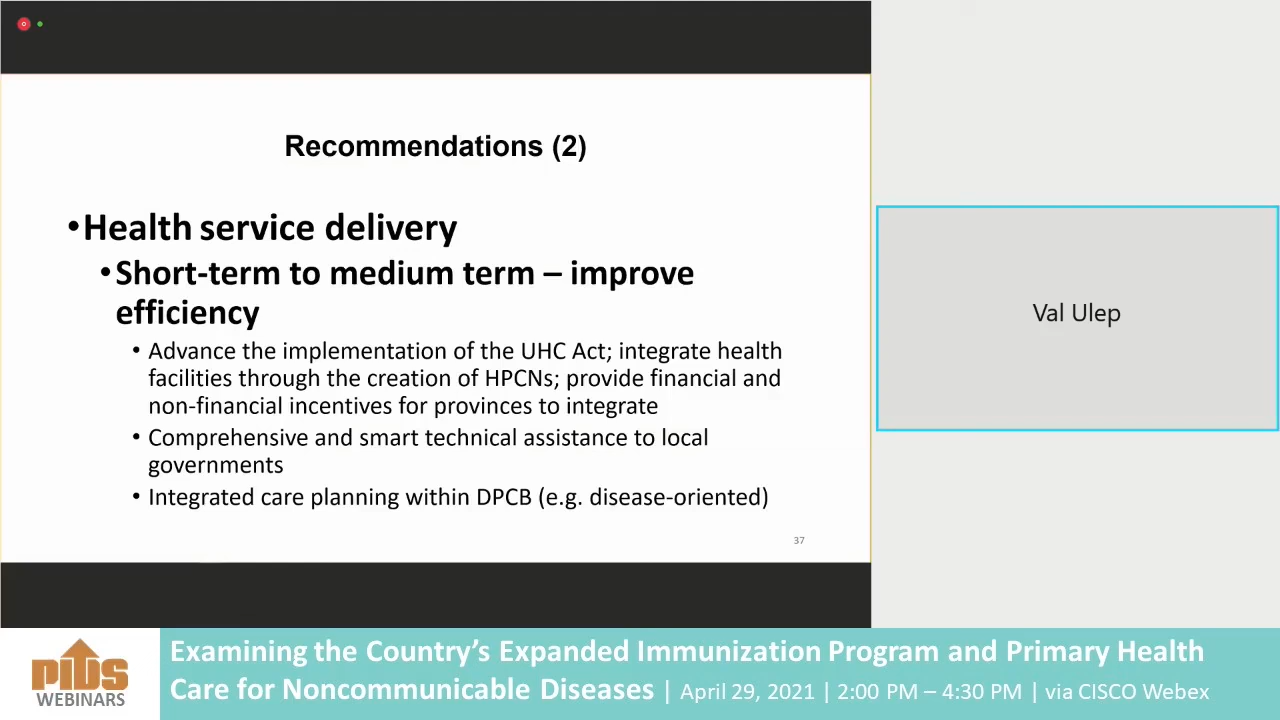 Recommendations (2)
•Health service delivery
•Short-term to medium term – improve
efficiency
• Advance the implementation of the UHC Act; integrate health
facilities through the creation of HPCNs; provide financial and
non-financial incentives for provinces to integrate
• Comprehensive and smart technical assistance to local
governments
• Integrated care planning within DPCB (e.g. disease-oriented)
37
Val Ulep
PIDS
WEBINARS
Examining the Country's Expanded Immunization Program and Primary Health
Care for Noncommunicable Diseases | April 29, 2021 | 2:00 PM – 4:30 PM | via CISCO Webex